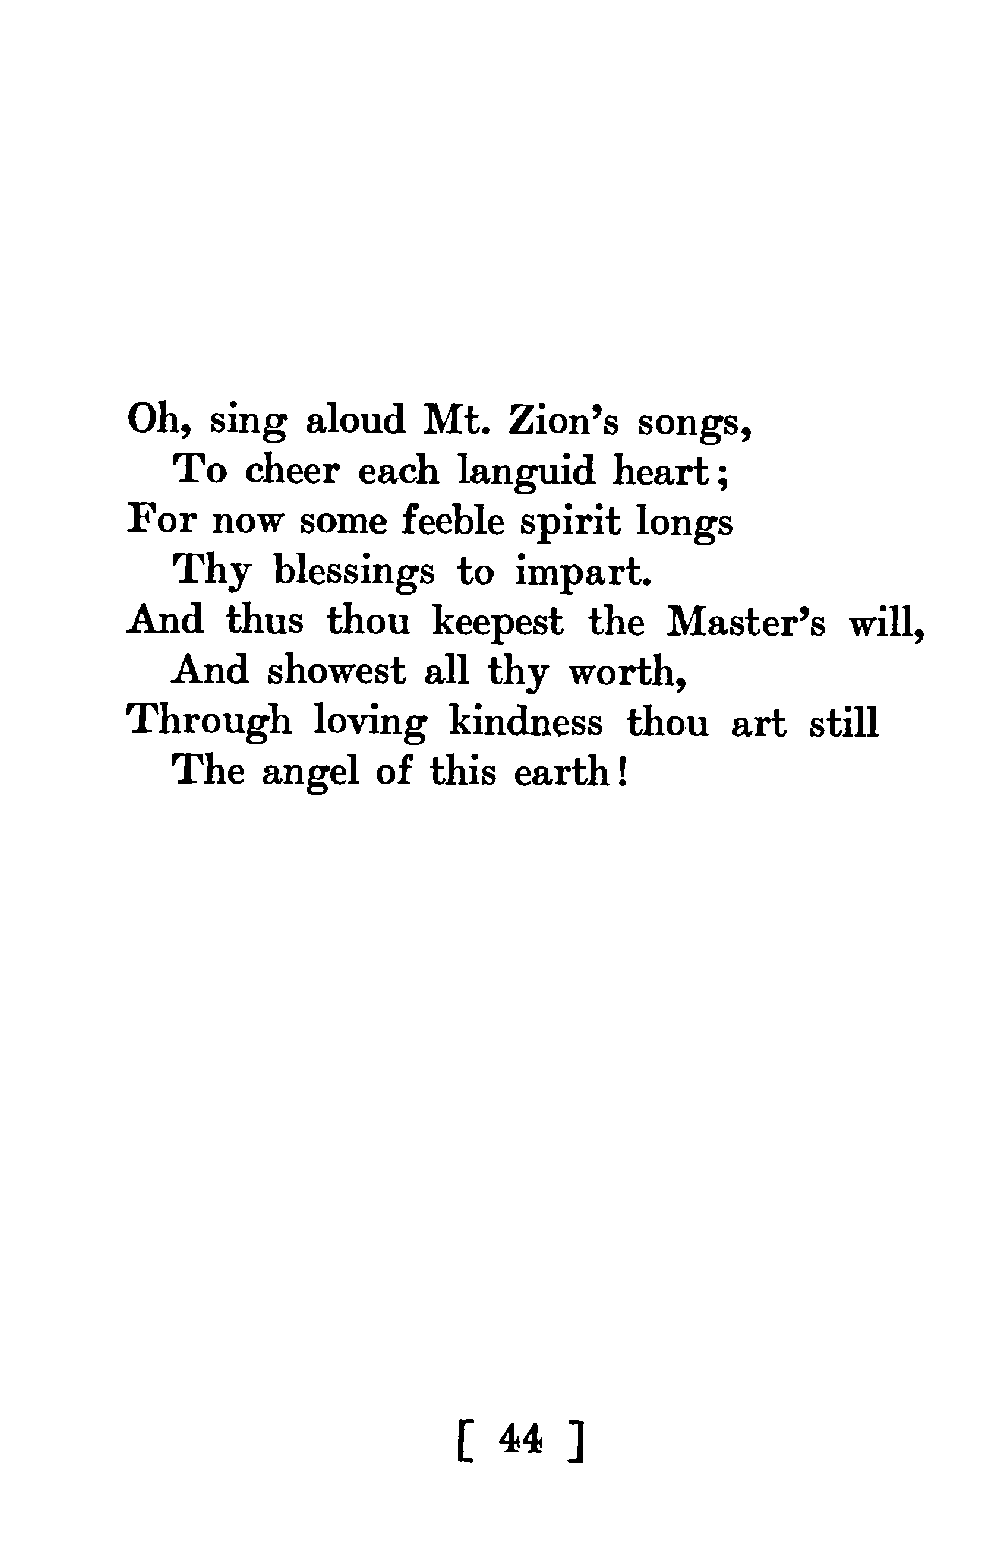 Oh, sing aloud Mt. Zion's songs,
To cheer each languid heart;
For now some feeble spirit longs
Thy blessings to impart.
And thus thou keepest the Master's will,
And showest all thy worth,
Through loving kindness thou art still
The angel of this earth!
[ 44 ]